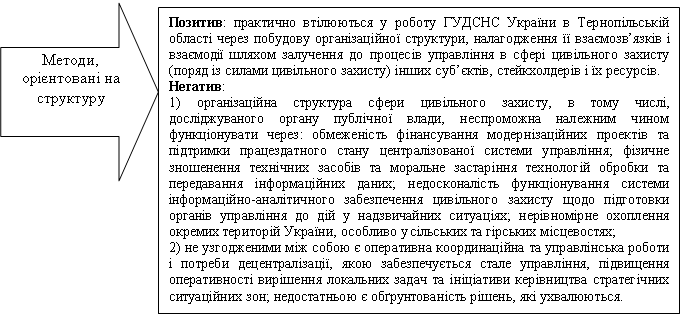 Методи,
орієнтовані на
структуру
Позитив: практично втілюються у роботу ГУДСНС України в Тернопільській
області через побудову організаційної структури, налагодження її взаємозв’язків і
взаємодії шляхом залучення до процесів управління в сфері цивільного захисту
(поряд із силами цивільного захисту) інших суб’єктів, стейкхолдерів і їх ресурсів.
Негатив:
1) організаційна структура сфери цивільного захисту, в тому числі,
досліджуваного органу публічної влади, неспроможна належним чином
функціонувати через: обмеженість фінансування модернізаційних проектів та
підтримки працездатного стану централізованої системи управління; фізичне
зношенення технічних засобів та моральне застаріння технологій обробки та
передавання інформаційних даних; недосконалість функціонування системи
інформаційно-аналітичного забезпечення цивільного захисту щодо підготовки
органів управління до дій у надзвичайних ситуаціях; нерівномірне охоплення
окремих територій України, особливо у сільських та гірських місцевостях;
2) не узгодженими між собою є оперативна координаційна та управлінська роботи
і потреби децентралізації, якою забезпечується стале управління, підвищення
оперативності вирішення локальних задач та ініціативи керівництва стратегічних
ситуаційних зон; недостатньою є обґрунтованість рішень, які ухвалюються.